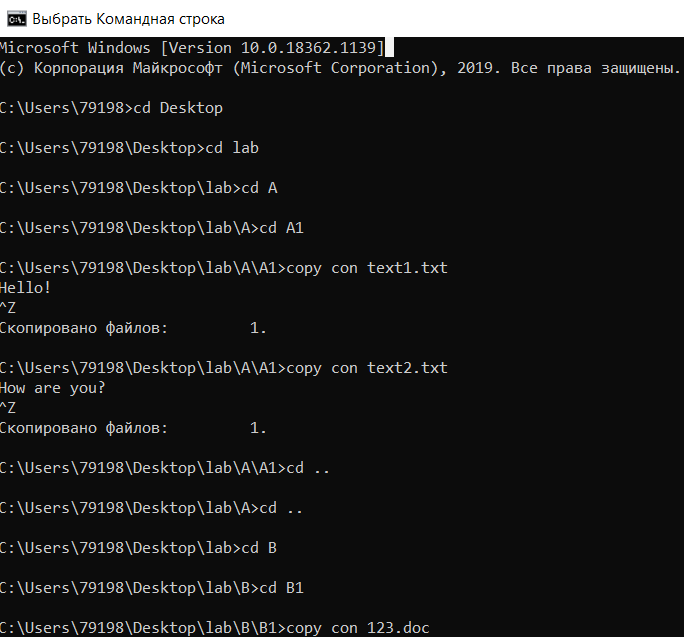 Выбрать Командная строка
Microsoft Windows [Version 10.0.18362.1139]
(c) Корпорация Майкрософт (Microsoft Corporation), 2019. Все права защищены.
C:\Users\79198>cd Desktop
C:\Users\79198\Desktop>cd lab
C:\Users\79198\Desktop\lab>cd A
C:\Users\79198\Desktop\lab\A>cd A1
C:\Users\79198\Desktop\lab\A\A1>copy con text1.txt
Hello!
^Z
Скопировано файлов:         1.
C:\Users\79198\Desktop\lab\A\A1>copy con text2.txt
How are you?
^Z
Скопировано файлов:         1.
C:\Users\79198\Desktop\lab\A\A1>cd ..
C:\Users\79198\Desktop\lab\A>cd ..
C:\Users\79198\Desktop\lab>cd B
C:\Users\79198\Desktop\lab\B>cd B1
C:\Users\79198\Desktop\lab\B\B1>copy con 123.doc